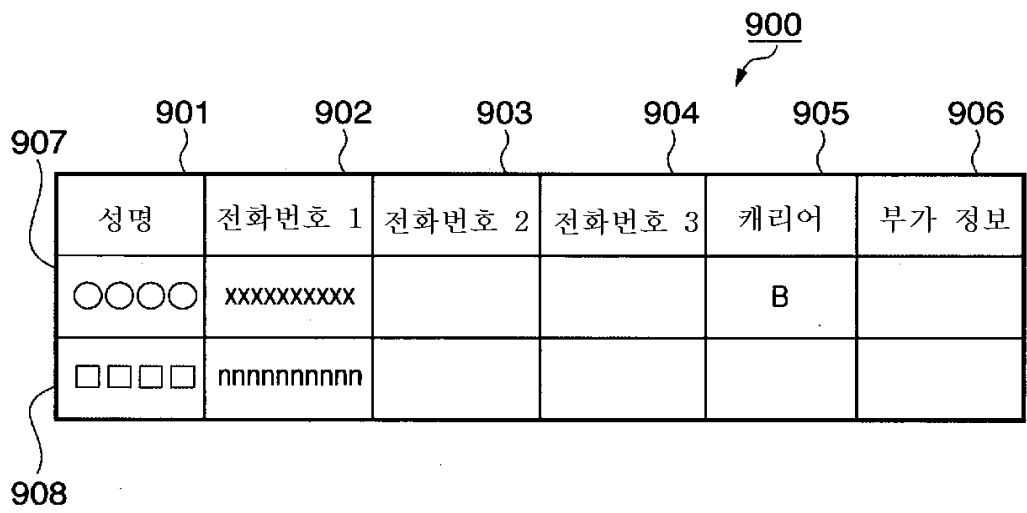 900
901 902 903 904 905 906
907
성명 전화번호 1 전화번호 2 전화번호 3 캐리어 부가 정보
○○○○ xxxxxxxxxx B
□□□□ nnnnnnnnnn
908